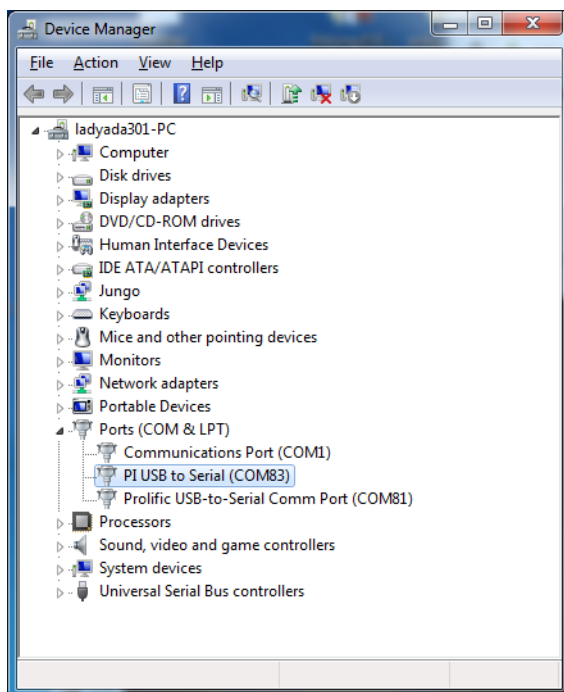 Device Manager
File Action View Help
ladyada301-PC
Computer
Disk drives
Display adapters
DVD/CD-ROM drives
Human Interface Devices
IDE ATA/ATAPI controllers
Jungo
Keyboards
Mice and other pointing devices
Monitors
Network adapters
Portable Devices
Ports (COM & LPT)
Communications Port (COM1)
PI USB to Serial (COM83)
Prolific USB-to-Serial Comm Port (COM81)
Processors
Sound, video and game controllers
System devices
Universal Serial Bus controllers